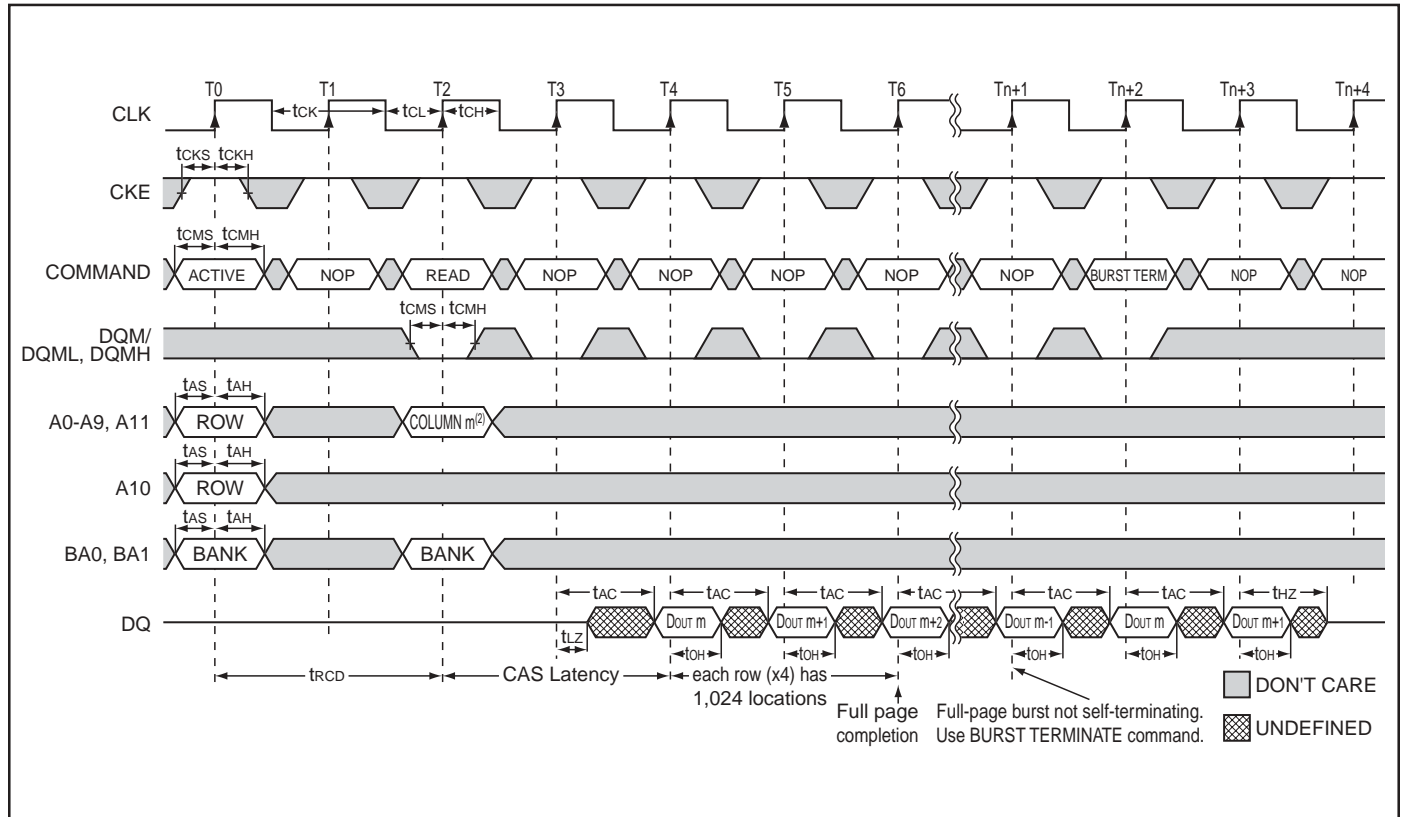 T0 T1 T2 T3 T4 T5 T6 Tn+1 Tn+2 Tn+3 Tn+4
CLK
tCK tCL tCH
tCKS tCKH
CKE
tCMS tCMH
COMMAND
ACTIVE NOP READ NOP NOP NOP NOP NOP BURST TERM NOP NOP
tCMS tCMH
DQM/
DQML, DQMH
tAS tAH
A0-A9, A11
ROW COLUMN m(2)
tAS tAH
A10
ROW
tAS tAH
BA0, BA1
BANK BANK
tAC tAC tAC tAC tAC tAC tHZ
DQ
DOUT m DOUT m+1 DOUT m+2 DOUT m-1 DOUT m DOUT m+1
tLZ
tOH tOH tOH tOH tOH tOH
tRCD CAS Latency each row (x4) has
1,024 locations
Full page
completion
Full-page burst not self-terminating.
Use BURST TERMINATE command.
DON'T CARE
UNDEFINED